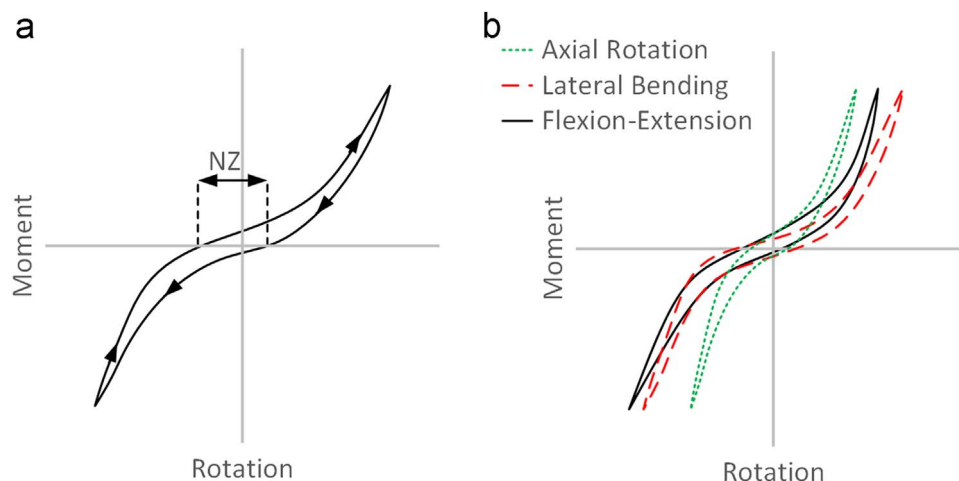 a
NZ
Moment
Rotation
b
Axial Rotation
Lateral Bending
Flexion-Extension
Moment
Rotation